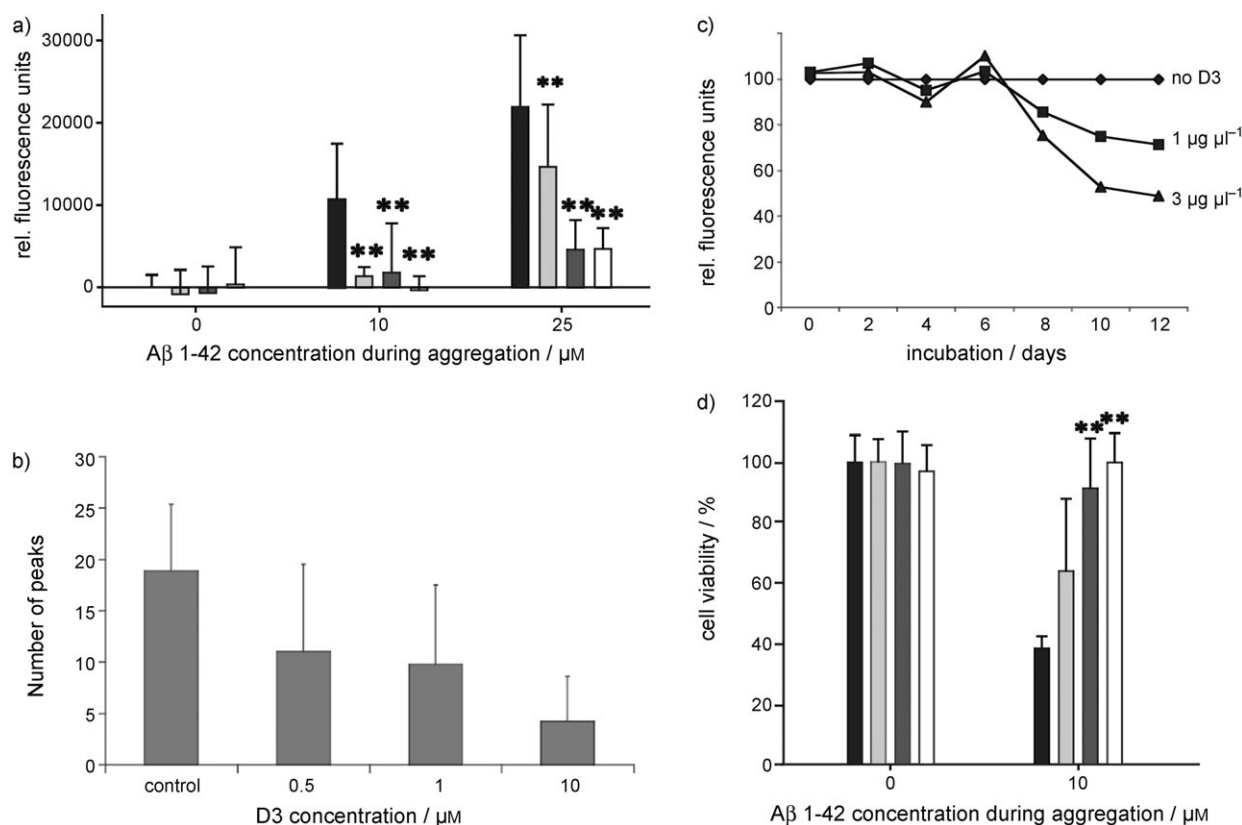 a)
rel. fluorescence units
30000
20000
10000
0
**
**
**
**
**
**
0
10
25
Aβ 1-42 concentration during aggregation / μM
b)
Number of peaks
30
25
20
15
10
5
0
control
0.5
1
10
D3 concentration / μM
c)
rel. fluorescence units
100
80
60
40
20
0
no D3
1 μg μl⁻¹
3 μg μl⁻¹
0
2
4
6
8
10
12
incubation / days
d)
cell viability / %
120
100
80
60
40
20
0
**
**
0
10
Aβ 1-42 concentration during aggregation / μM